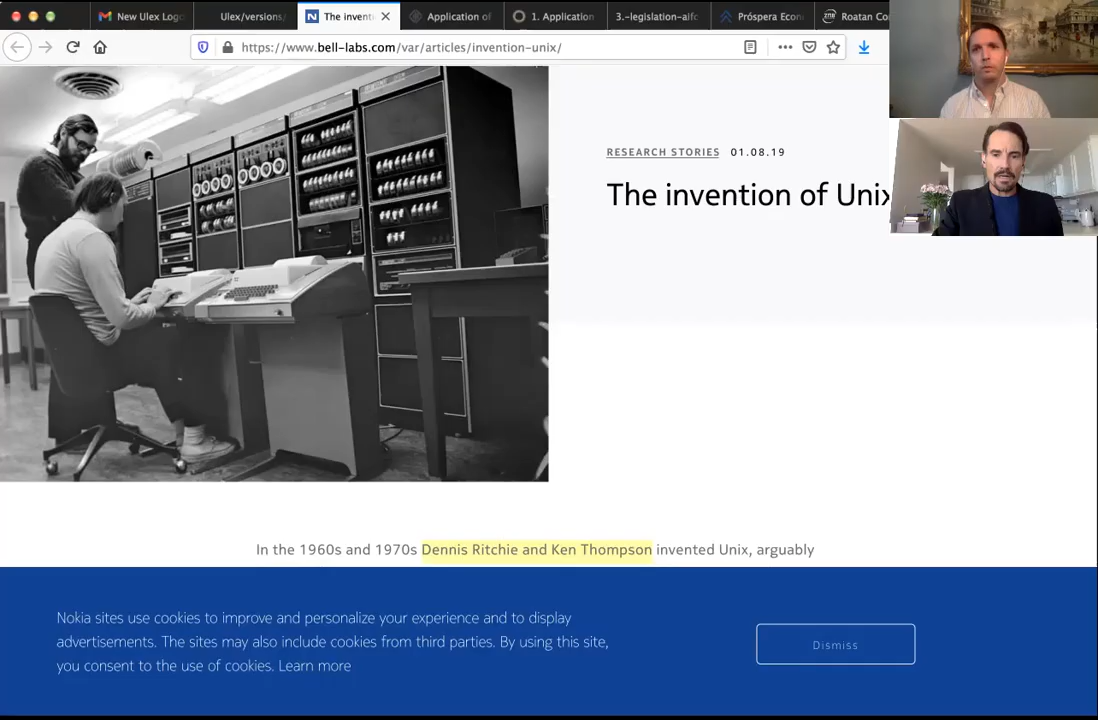 New Ulex Logo
Ulex/versions/
The inventi
Application of
1. Application
3.-legislation-aifc
Próspera Econ
Roatan Co
https://www.bell-labs.com/var/articles/invention-unix/
RESEARCH STORIES 01.08.19
The invention of Unix
In the 1960s and 1970s Dennis Ritchie and Ken Thompson invented Unix, arguably
Nokia sites use cookies to improve and personalize your experience and to display
advertisements. The sites may also include cookies from third parties. By using this site,
you consent to the use of cookies. Learn more
Dismiss